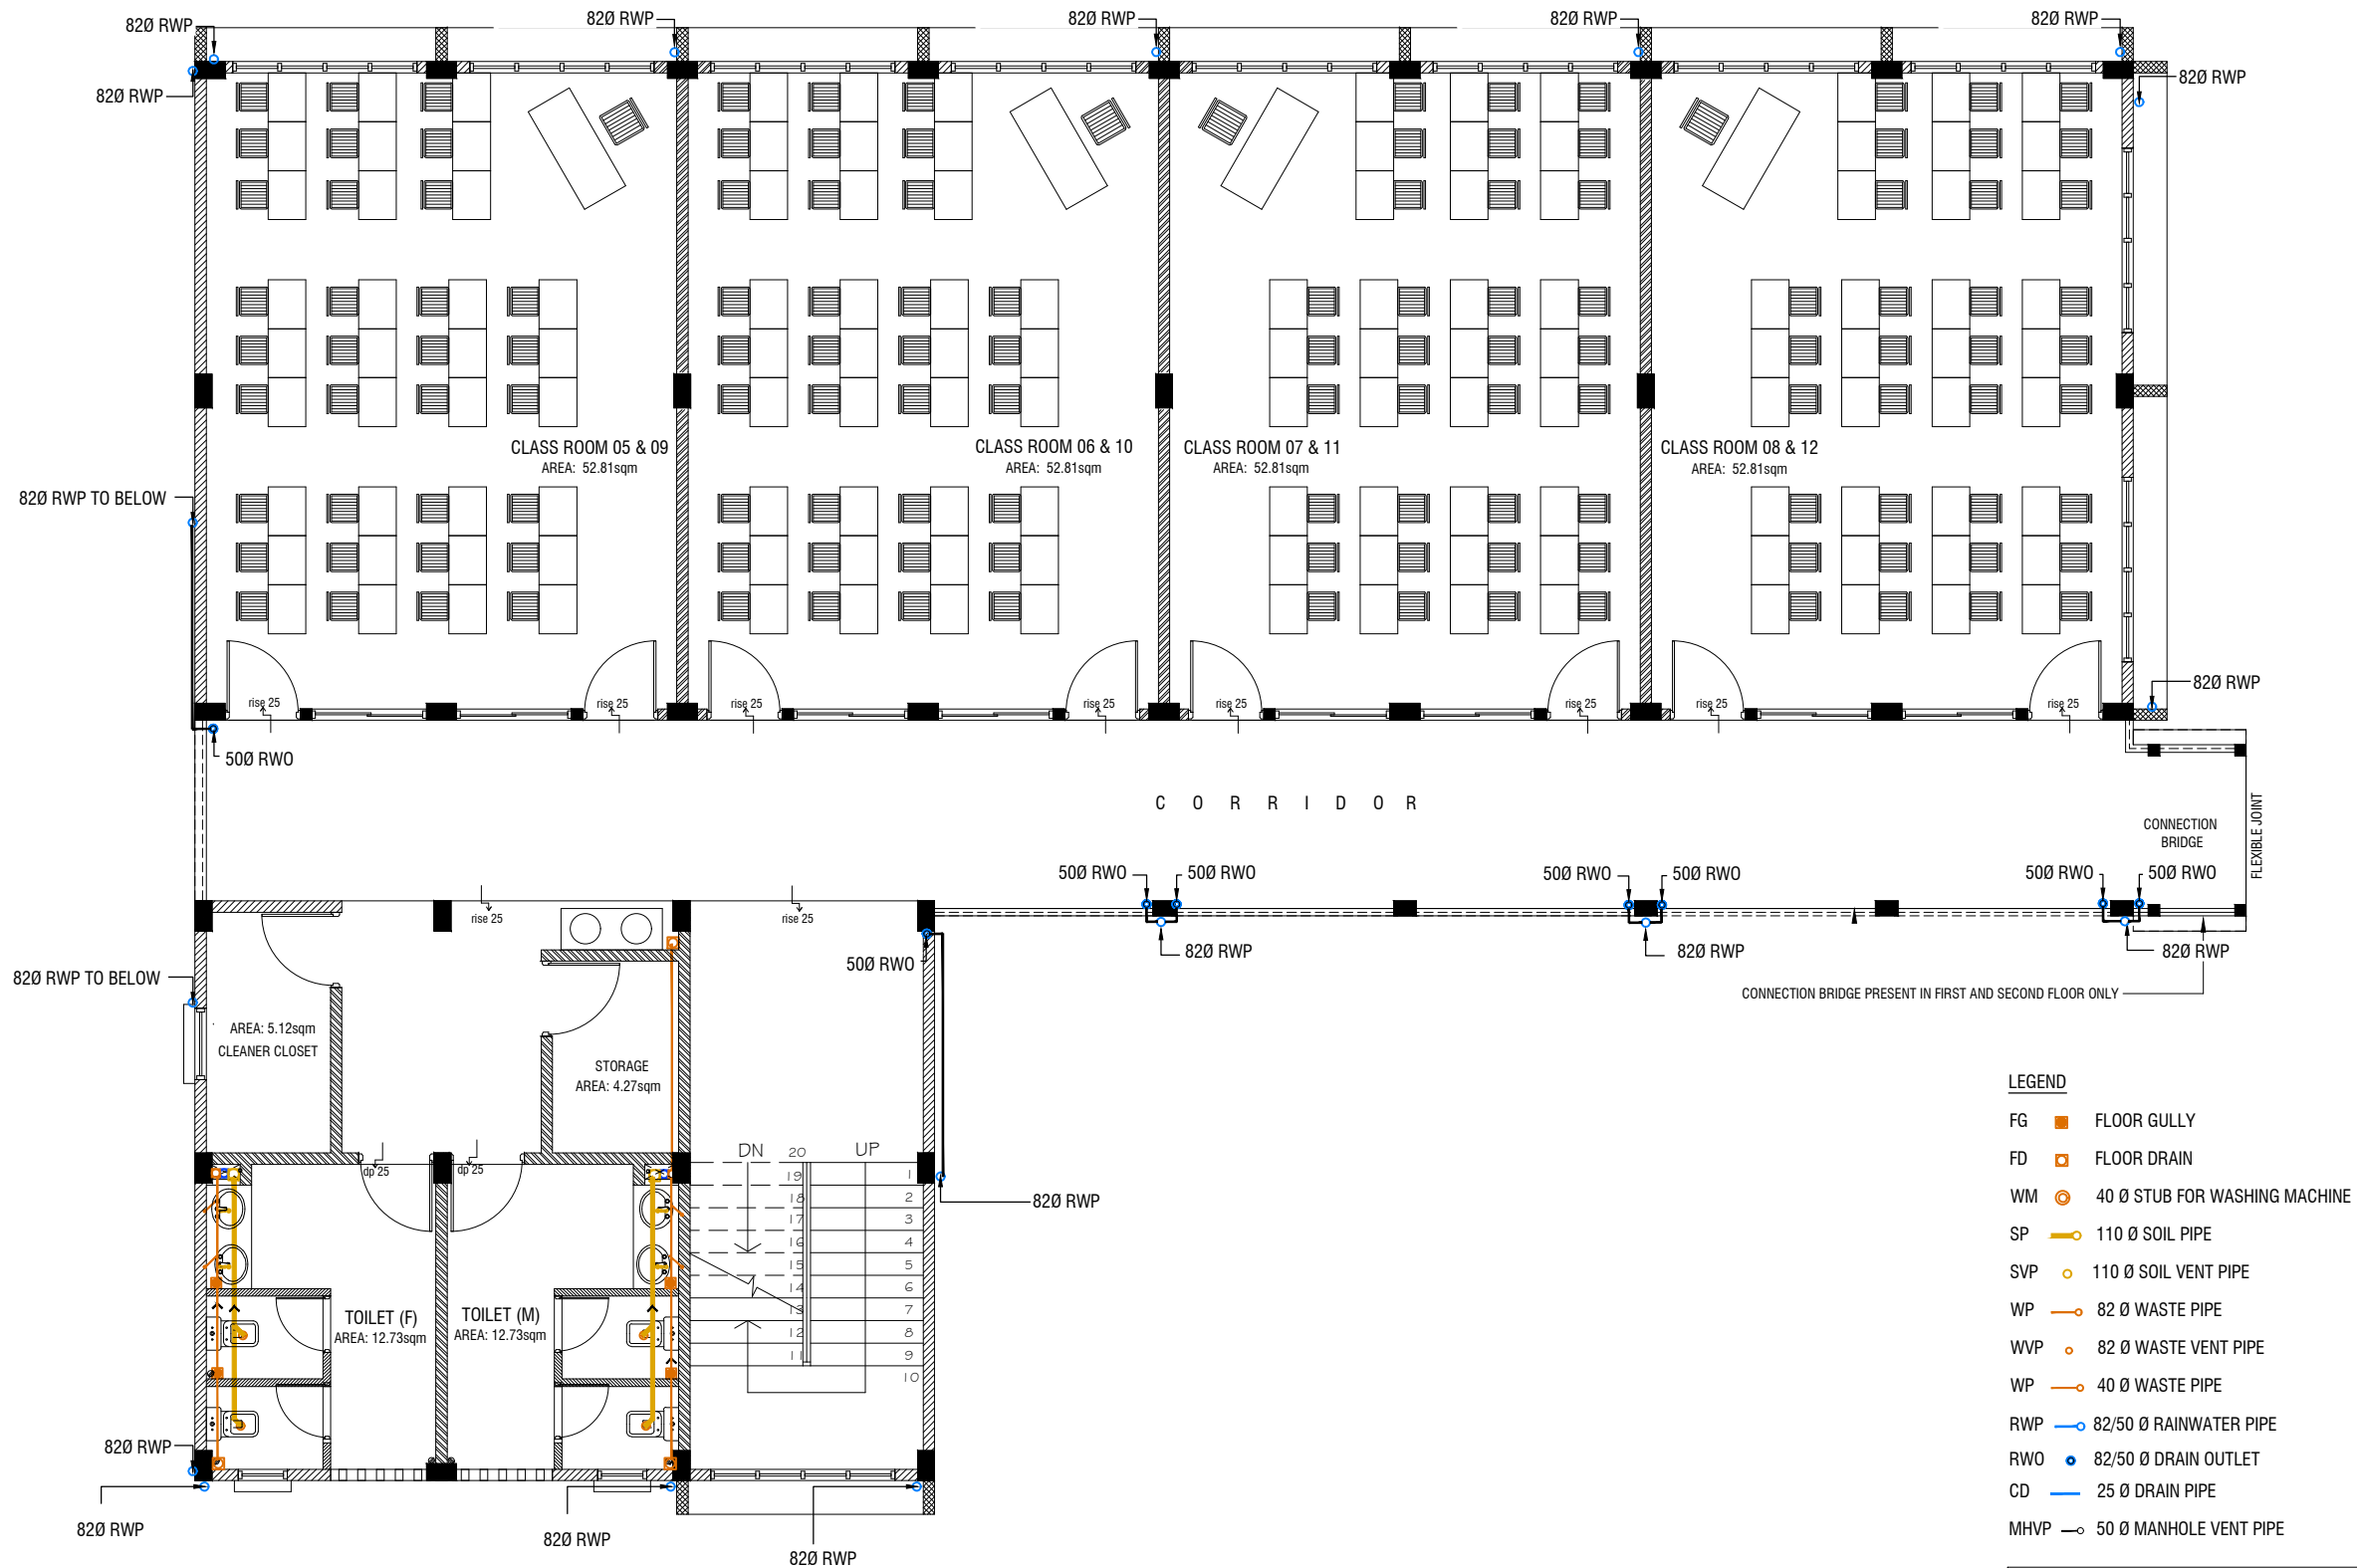 82Ø RWP
82Ø RWP
82Ø RWP
82Ø RWP
82Ø RWP
82Ø RWP
82Ø RWP
CLASS ROOM 05 & 09
AREA: 52.81sqm
CLASS ROOM 06 & 10
AREA: 52.81sqm
CLASS ROOM 07 & 11
AREA: 52.81sqm
CLASS ROOM 08 & 12
AREA: 52.81sqm
82Ø RWP TO BELOW
82Ø RWP
rise 25
rise 25
rise 25
rise 25
rise 25
rise 25
rise 25
rise 25
50Ø RWO
C O R R I D O R
CONNECTION
BRIDGE
FLEXIBLE JOINT
50Ø RWO
50Ø RWO
50Ø RWO
50Ø RWO
50Ø RWO
50Ø RWO
rise 25
rise 25
82Ø RWP
82Ø RWP
82Ø RWP
50Ø RWO
82Ø RWP TO BELOW
CONNECTION BRIDGE PRESENT IN FIRST AND SECOND FLOOR ONLY
AREA: 5.12sqm
CLEANER CLOSET
STORAGE
AREA: 4.27sqm
DN
20
UP
dp 25
dp 25
19
18
17
16
15
14
13
12
11
1
2
3
4
5
6
7
8
9
10
82Ø RWP
TOILET (F)
AREA: 12.73sqm
TOILET (M)
AREA: 12.73sqm
82Ø RWP
82Ø RWP
82Ø RWP
82Ø RWP
LEGEND
FG FLOOR GULLY
FD FLOOR DRAIN
WM 40 Ø STUB FOR WASHING MACHINE
SP 110 Ø SOIL PIPE
SVP 110 Ø SOIL VENT PIPE
WP 82 Ø WASTE PIPE
WVP 82 Ø WASTE VENT PIPE
WP 40 Ø WASTE PIPE
RWP 82/50 Ø RAINWATER PIPE
RWO 82/50 Ø DRAIN OUTLET
CD 25 Ø DRAIN PIPE
MHVP 50 Ø MANHOLE VENT PIPE